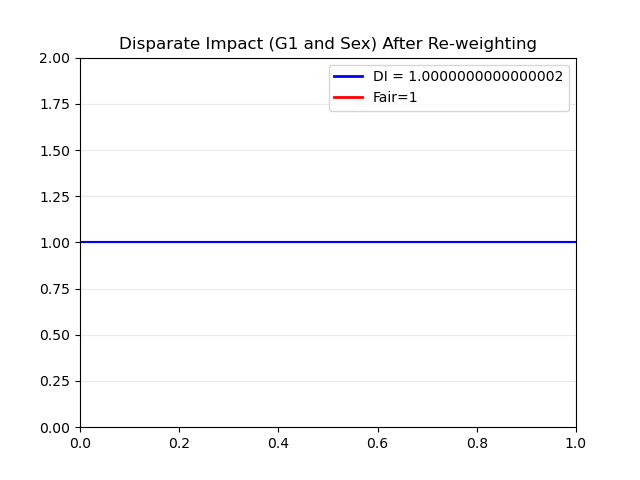 Disparate Impact (G1 and Sex) After Re-weighting
2.00
1.75
1.50
1.25
1.00
0.75
0.50
0.25
0.00
DI = 1.0000000000000002
Fair=1
0.0 0.2 0.4 0.6 0.8 1.0